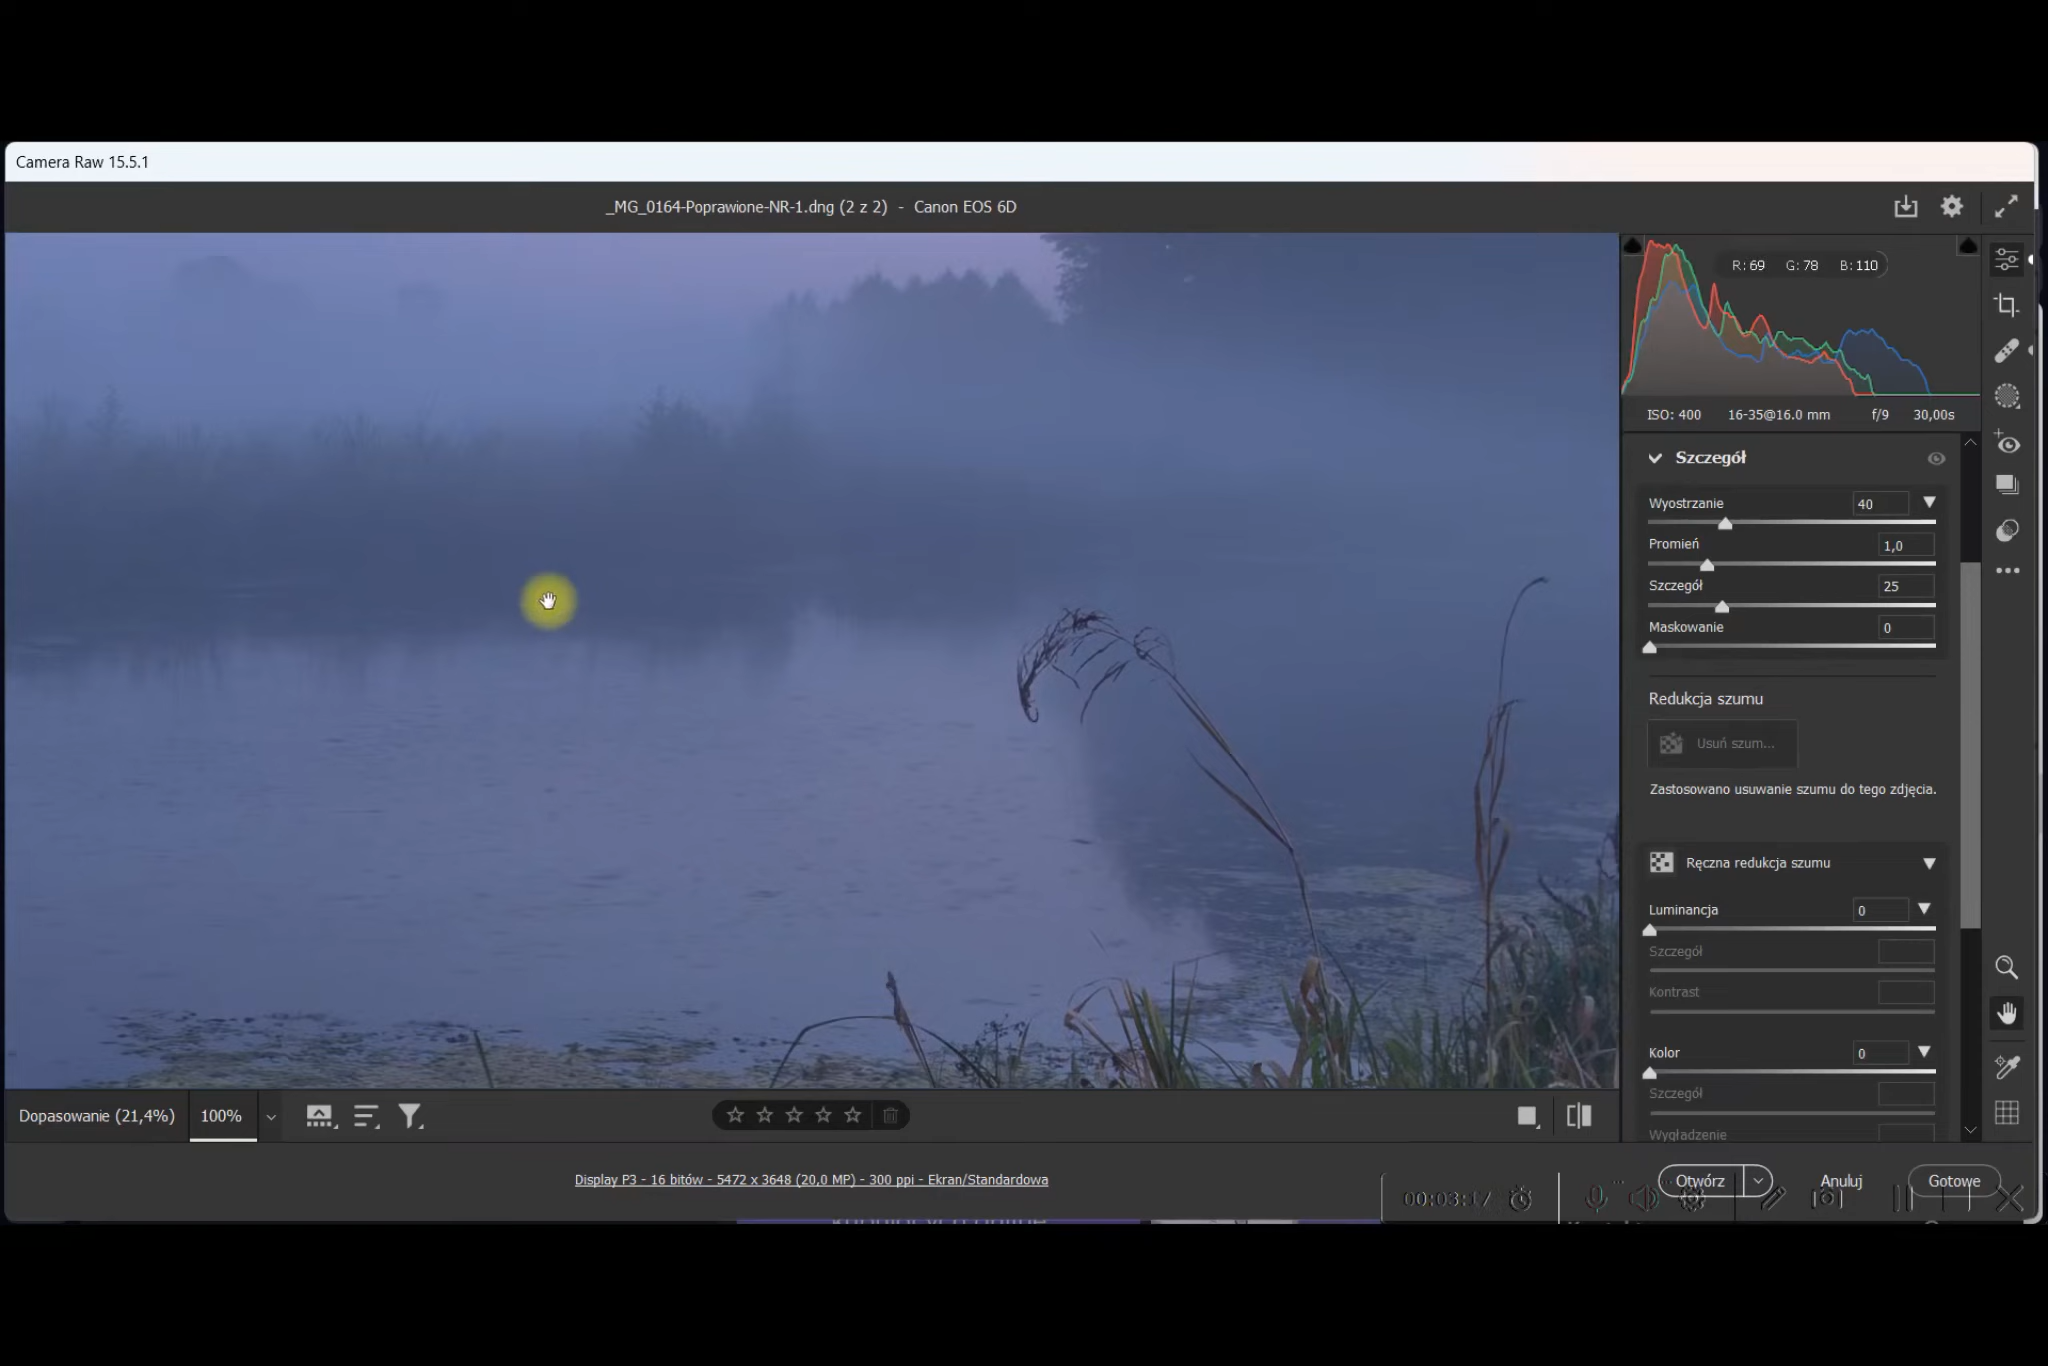 Camera Raw 15.5.1
_MG_0164-Poprawione-NR-1.dng (2 z 2) - Canon EOS 6D
R: 69 G: 78 B: 110
ISO: 400 16-35@16.0 mm f/9 30,00s
Szczegół
Wyostrzanie 40
Promień 1,0
Szczegół 25
Maskowanie 0
Redukcja szumu
Usuń szum...
Zastosowano usuwanie szumu do tego zdjęcia.
Ręczna redukcja szumu
Luminancja 0
Szczegół
Kontrast
Kolor 0
Szczegół
Wygładzenie
Dopasowanie (21,4%) 100%
Display P3 - 16 bitów - 5472 x 3648 (20,0 MP) - 300 ppi - Ekran/Standardowa
Otwórz Anuluj Gotowe
00:03:17